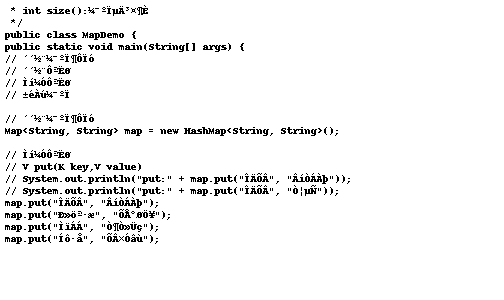 * int size():¼¯ºÏµÄ³¤¶È
*/
public class MapDemo {
public static void main(String[] args) {
// ´´½¨¼¯ºÏ¶ÔÏó
// ´´½¨ÔªËØ
// Ìí¼ÓÔªËØ
// ±éÀú¼¯ºÏ
// ´´½¨¼¯ºÏ¶ÔÏó
Map<String, String> map = new HashMap<String, String>();
// Ìí¼ÓÔªËØ
// V put(K key,V value)
// System.out.println("put:" + map.put("ÎÄÕÂ", "ÂíÒÁÀþ"));
// System.out.println("put:" + map.put("ÎÄÕÂ", "Ò¦µÑ"));
map.put("ÎÄÕÂ", "ÂíÒÁÀþ");
map.put("Ð»öª·æ", "ÕÅ°ØÖ¥");
map.put("ÌïÁÁ", "Ò¶Ò»Üç");
map.put("Íô·å", "ÕÂ×Óâù");